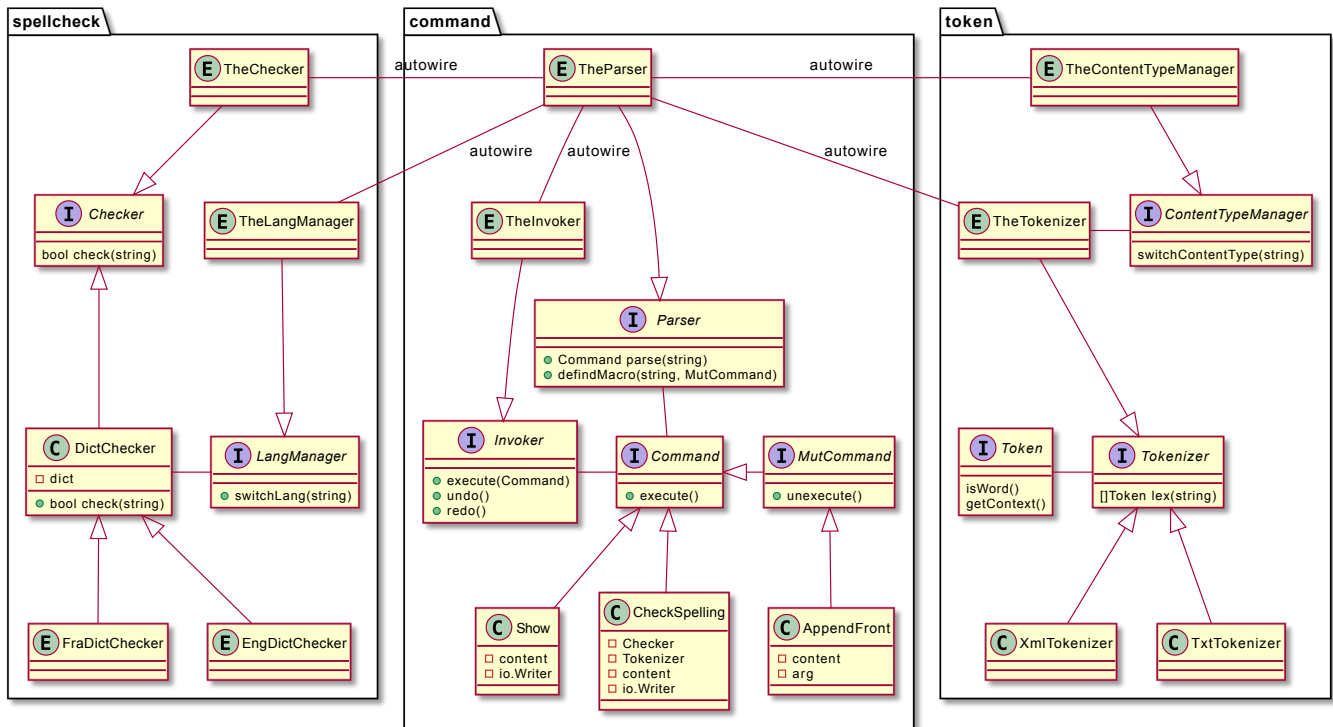 spellcheck
command
token
E TheChecker
autowire
E TheParser
autowire
E TheContentTypeManager
autowire
autowire
autowire
I Checker
bool check(string)
E TheLangManager
E TheInvoker
E TheTokenizer
I ContentTypeManager
switchContentType(string)
I Parser
Command parse(string)
defindMacro(string, MutCommand)
C DictChecker
dict
bool check(string)
I LangManager
switchLang(string)
I Invoker
execute(Command)
undo()
redo()
I Command
execute()
I MutCommand
unexecute()
I Token
isWord()
getContext()
I Tokenizer
[]Token lex(string)
E FraDictChecker
E EngDictChecker
C Show
content
io.Writer
C CheckSpelling
Checker
Tokenizer
content
io.Writer
C AppendFront
content
arg
C XmlTokenizer
C TxtTokenizer